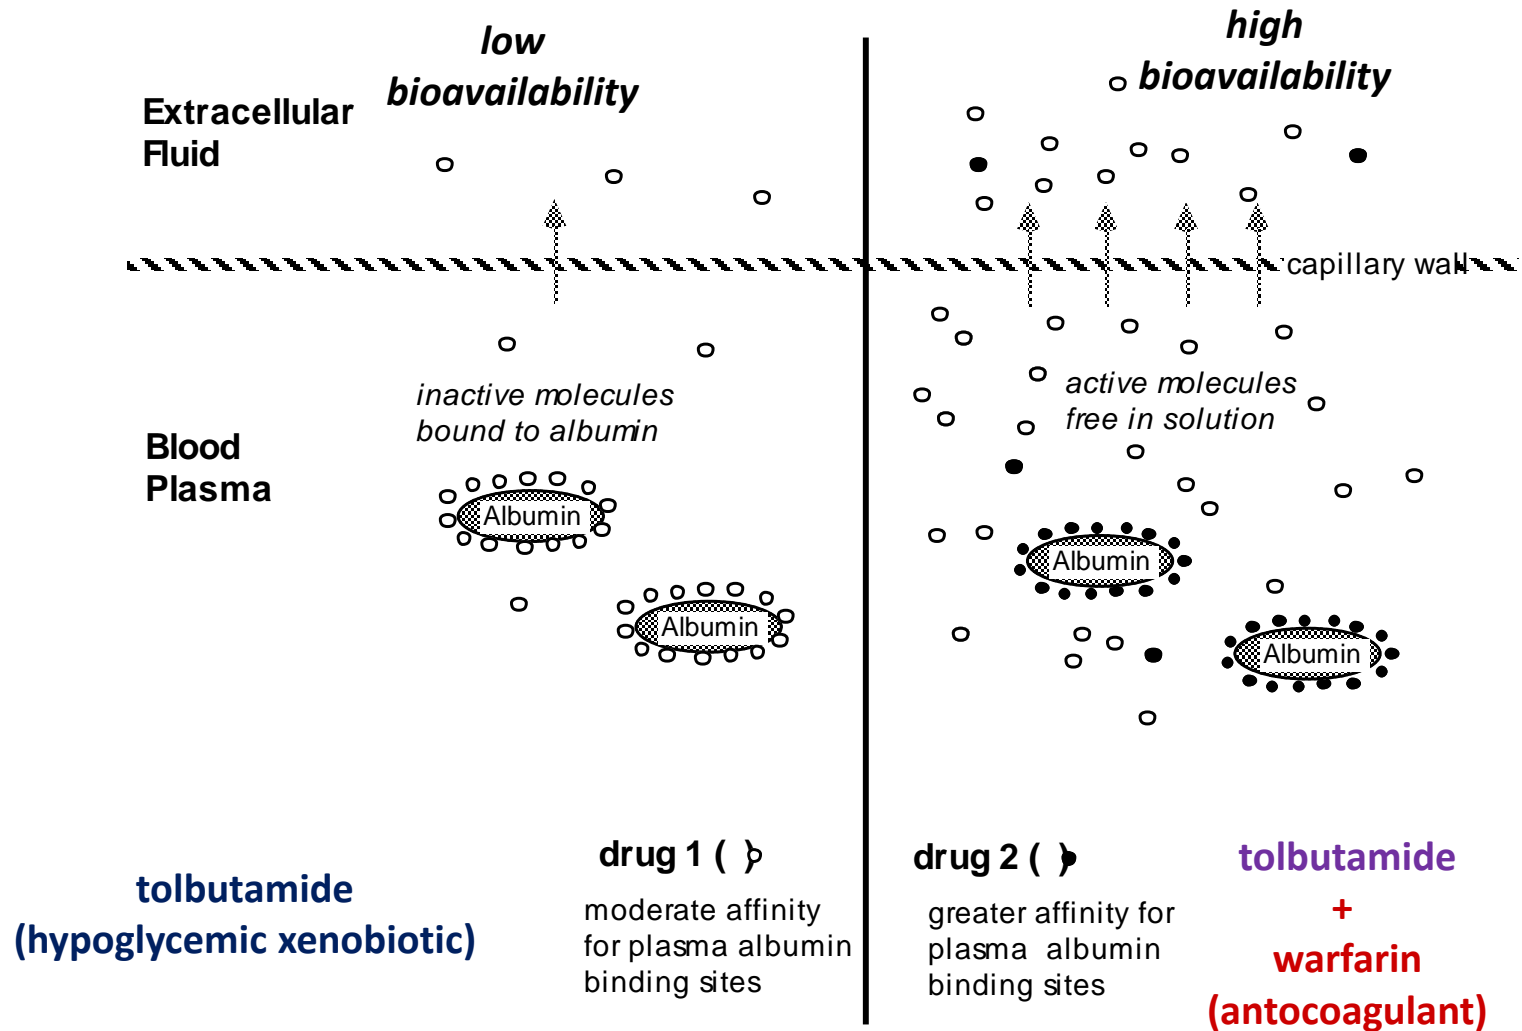 low
bioavailability
high
bioavailability
Extracellular
Fluid
capillary wall
inactive molecules
bound to albumin
active molecules
free in solution
Blood
Plasma
Albumin
Albumin
Albumin
Albumin
drug 1 ( )
moderate affinity
for plasma albumin
binding sites
drug 2 ( )
greater affinity for
plasma albumin
binding sites
tolbutamide
(hypoglycemic xenobiotic)
tolbutamide
+
warfarin
(antocoagulant)